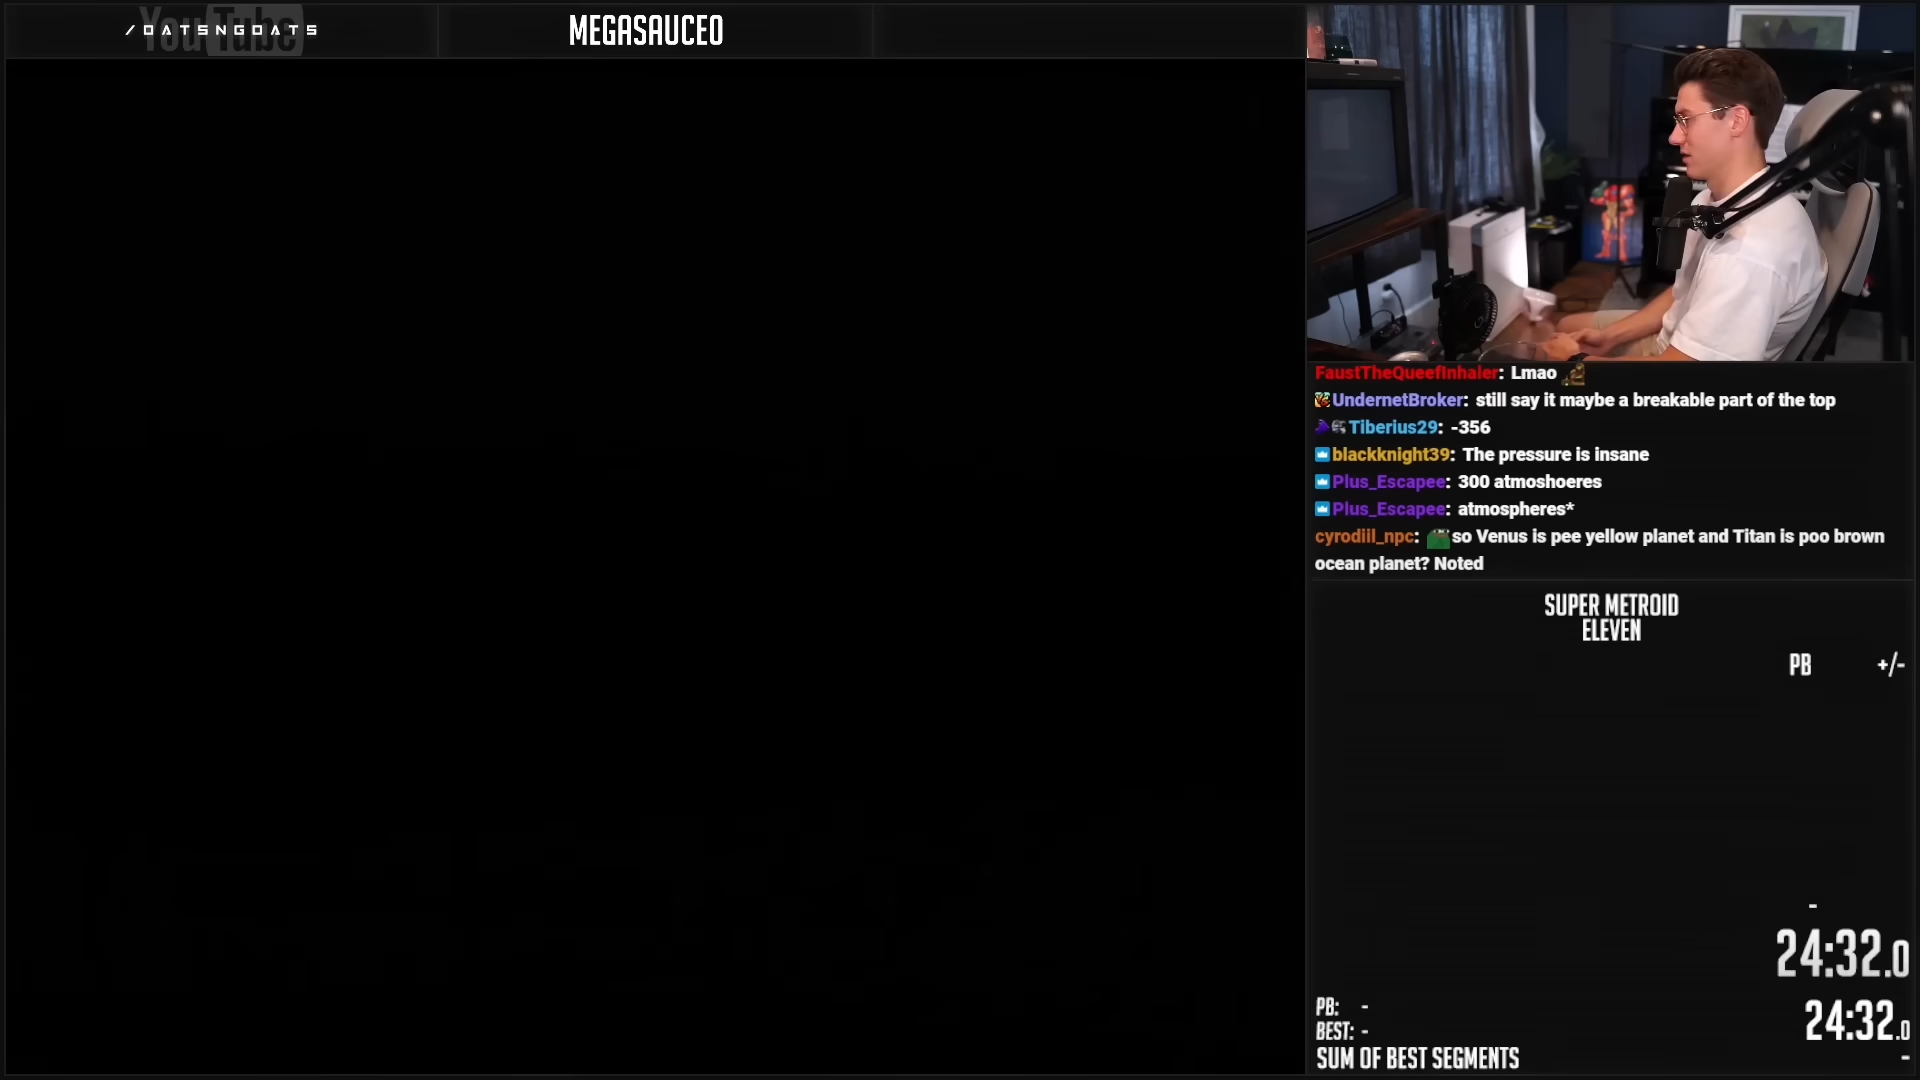 YouTube
/OATSNGOATS
MEGASAUCE0
FaustTheQueefInhaler: Lmao
UndernetBroker: still say it maybe a breakable part of the top
Tiberius29: -356
blackknight39: The pressure is insane
Plus_Escapee: 300 atmoshoeres
Plus_Escapee: atmospheres*
cyrodiil_npc: so Venus is pee yellow planet and Titan is poo brown
ocean planet? Noted
SUPER METROID
ELEVEN
PB +/-
-
24:32.0
PB: -
24:32.0
BEST: -
SUM OF BEST SEGMENTS -